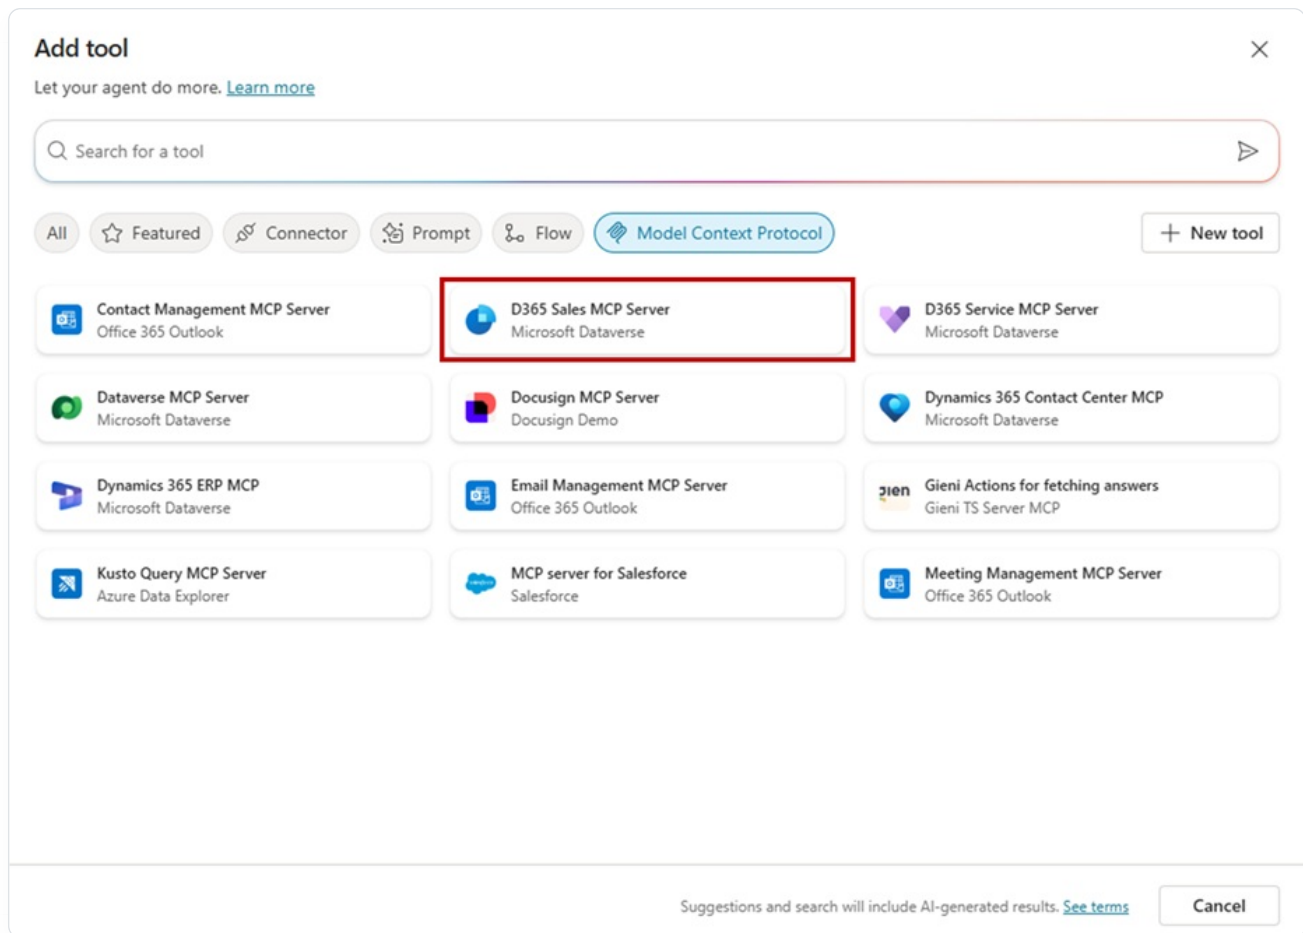 Add tool
Let your agent do more. Learn more
Search for a tool
All Featured Connector Prompt Flow Model Context Protocol New tool
Contact Management MCP Server
Office 365 Outlook
D365 Sales MCP Server
Microsoft Dataverse
D365 Service MCP Server
Microsoft Dataverse
Dataverse MCP Server
Microsoft Dataverse
Docusign MCP Server
Docusign Demo
Dynamics 365 Contact Center MCP
Microsoft Dataverse
Dynamics 365 ERP MCP
Microsoft Dataverse
Email Management MCP Server
Office 365 Outlook
gien
Gieni Actions for fetching answers
Gieni TS Server MCP
Kusto Query MCP Server
Azure Data Explorer
MCP server for Salesforce
Salesforce
Meeting Management MCP Server
Office 365 Outlook
Suggestions and search will include AI-generated results. See terms
Cancel